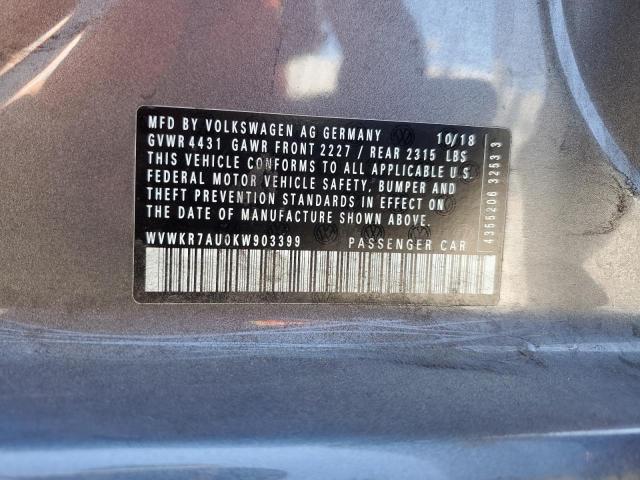 MFD BY VOLKSWAGEN AG GERMANY 10/18
GVWR 4431 GAWR FRONT 2227 / REAR 2315 LBS
THIS VEHICLE CONFORMS TO ALL APPLICABLE U.S.
FEDERAL MOTOR VEHICLE SAFETY, BUMPER AND
THEFT PREVENTION STANDARDS IN EFFECT ON
THE DATE OF MANUFACTURE SHOWN ABOVE.
WVWKR7AU0KW903399 PASSENGER CAR
4355206 3253 3